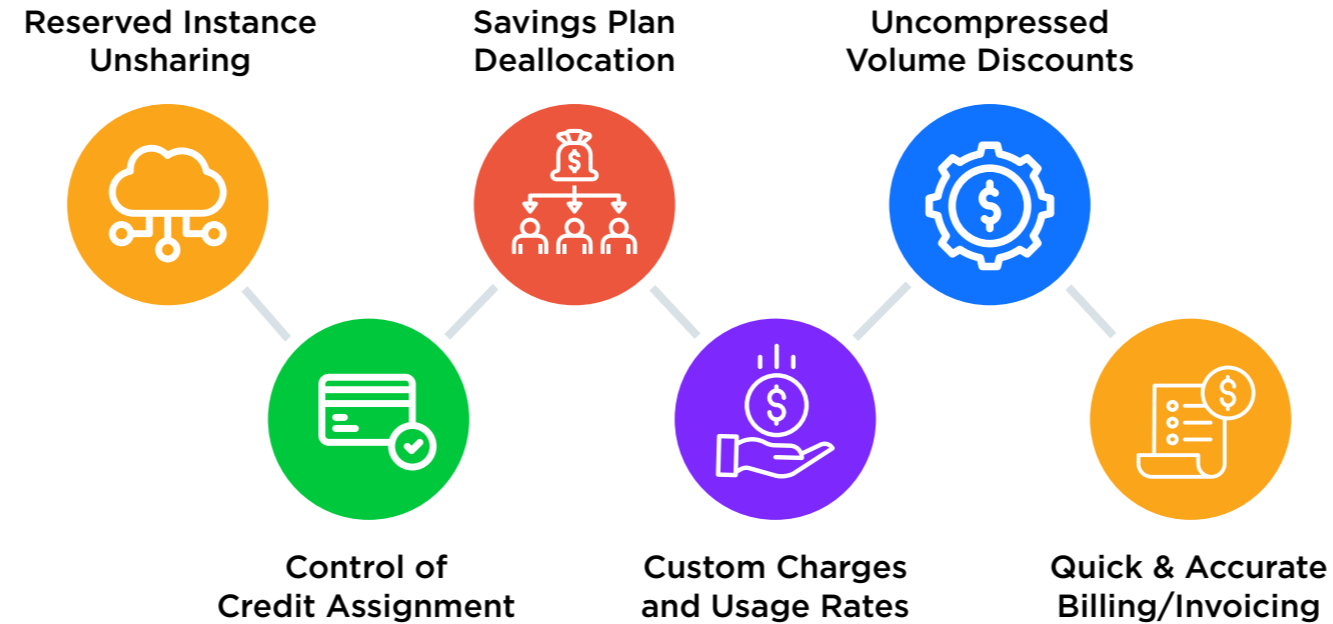 Reserved Instance
Unsharing
Savings Plan
Deallocation
Uncompressed
Volume Discounts
$
$
$
$
Control of
Credit Assignment
Custom Charges
and Usage Rates
Quick & Accurate
Billing/Invoicing